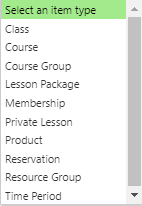 Select an item type
Class
Course
Course Group
Lesson Package
Membership
Private Lesson
Product
Reservation
Resource Group
Time Period